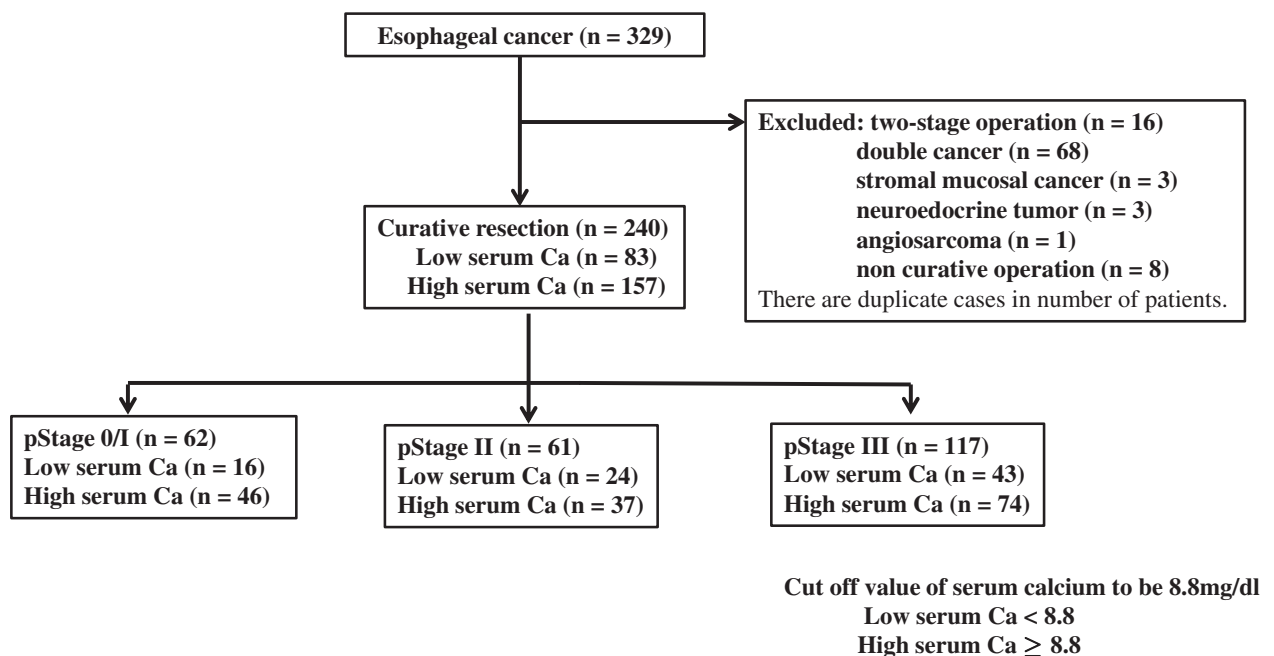 Esophageal cancer (n = 329)
Excluded: two-stage operation (n = 16)
double cancer (n = 68)
stromal mucosal cancer (n = 3)
neuroedocrine tumor (n = 3)
angiosarcoma (n = 1)
non curative operation (n = 8)
There are duplicate cases in number of patients.
Curative resection (n = 240)
Low serum Ca (n = 83)
High serum Ca (n = 157)
pStage 0/I (n = 62)
Low serum Ca (n = 16)
High serum Ca (n = 46)
pStage II (n = 61)
Low serum Ca (n = 24)
High serum Ca (n = 37)
pStage III (n = 117)
Low serum Ca (n = 43)
High serum Ca (n = 74)
Cut off value of serum calcium to be 8.8mg/dl
Low serum Ca < 8.8
High serum Ca ≥ 8.8